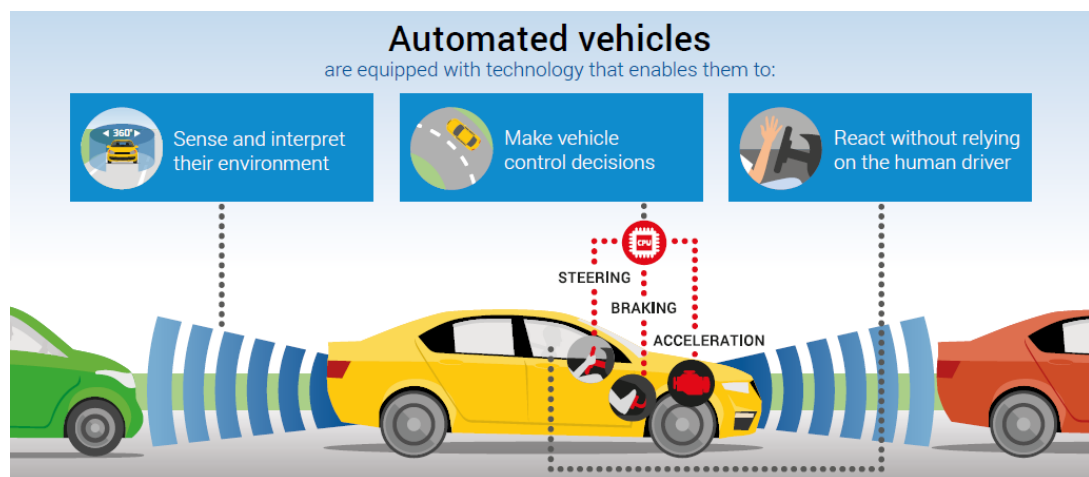 Automated vehicles
are equipped with technology that enables them to:
360°
Sense and interpret
their environment
Make vehicle
control decisions
React without relying
on the human driver
CPU
STEERING
BRAKING
ACCELERATION